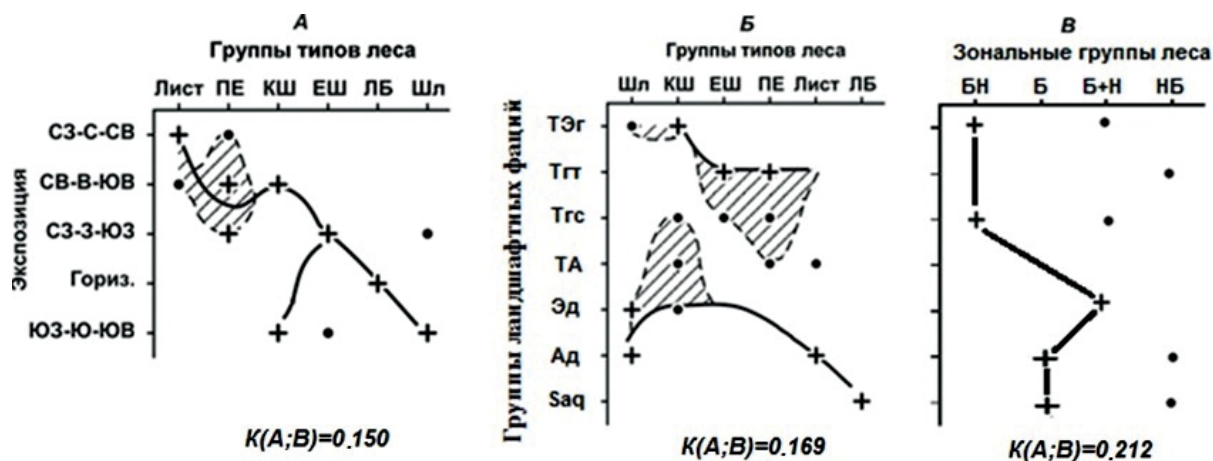 А
Группы типов леса
Лист ПЕ КШ ЕШ ЛБ Шл
Экспозиция
СЗ-С-СВ
СВ-В-ЮВ
СЗ-З-ЮЗ
Гориз.
ЮЗ-Ю-ЮВ
K(A;B)=0.150
Б
Группы типов леса
Шл КШ ЕШ ПЕ Лист ЛБ
Группы ландшафтных фаций
ТЭг
Тгт
Тгс
ТА
Эд
Ад
Saq
K(A;B)=0.169
В
Зональные группы леса
БН Б Б+Н НБ
K(A;B)=0,212